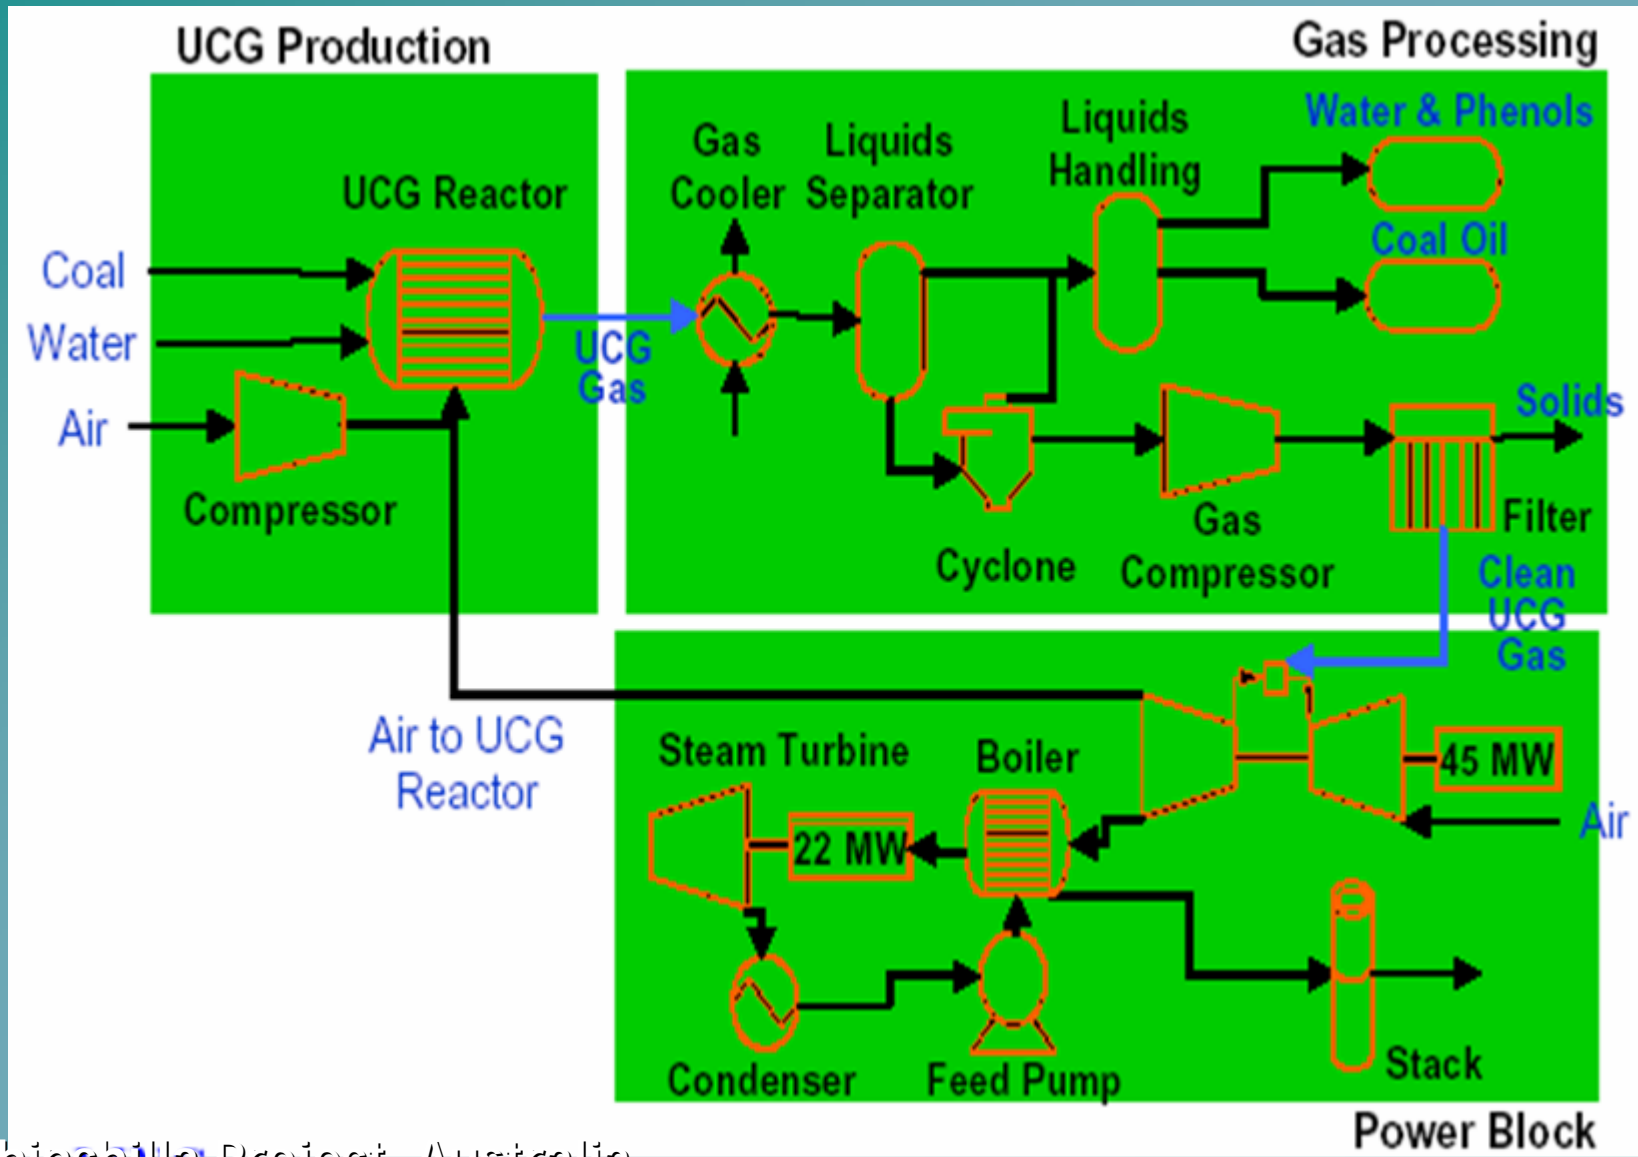 UCG Production
Gas Processing
Water & Phenols
Liquids
Handling
Gas
Cooler
Liquids
Separator
UCG Reactor
Coal Oil
Coal
Water
UCG
Gas
Air
Solids
Compressor
Gas
Compressor
Filter
Cyclone
Clean
UCG
Gas
Air to UCG
Reactor
Steam Turbine
Boiler
45 MW
22 MW
Air
Condenser
Feed Pump
Stack
Power Block
Project, Australia